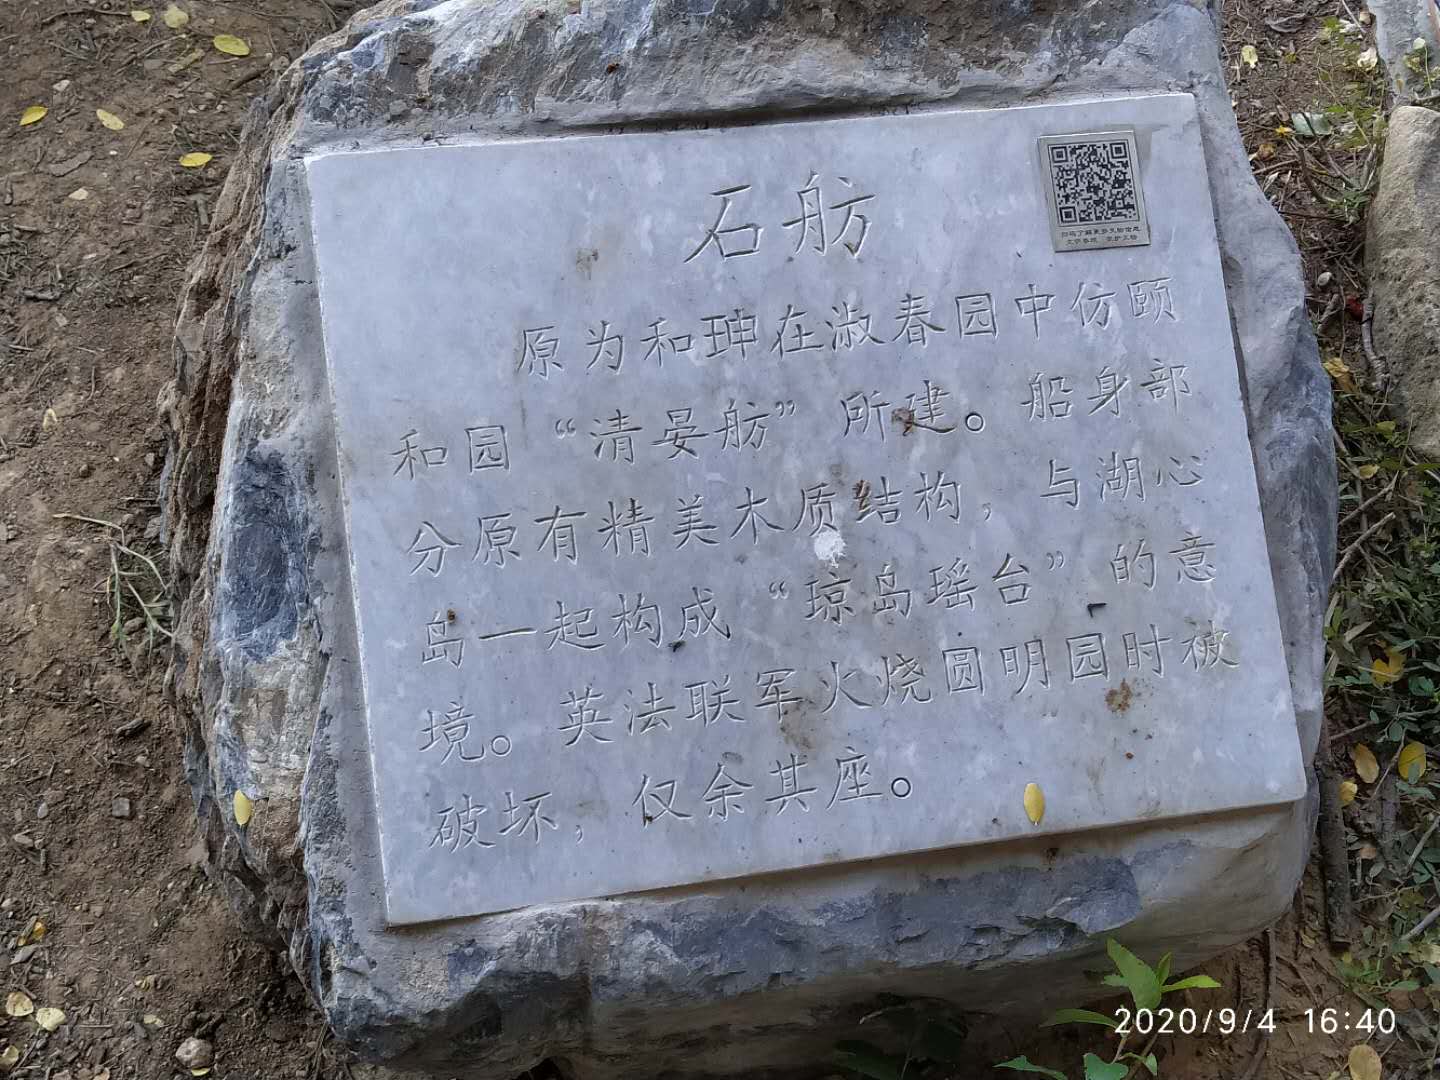 石舫
原为和珅在淑春园中仿颐
和园“清晏舫”所建。船身部
分原有精美木质结构，与湖心
岛一起构成“琼岛瑶台”的意
境。英法联军火烧圆明园时被
破坏，仅余其座。
2020/9/4 16:40